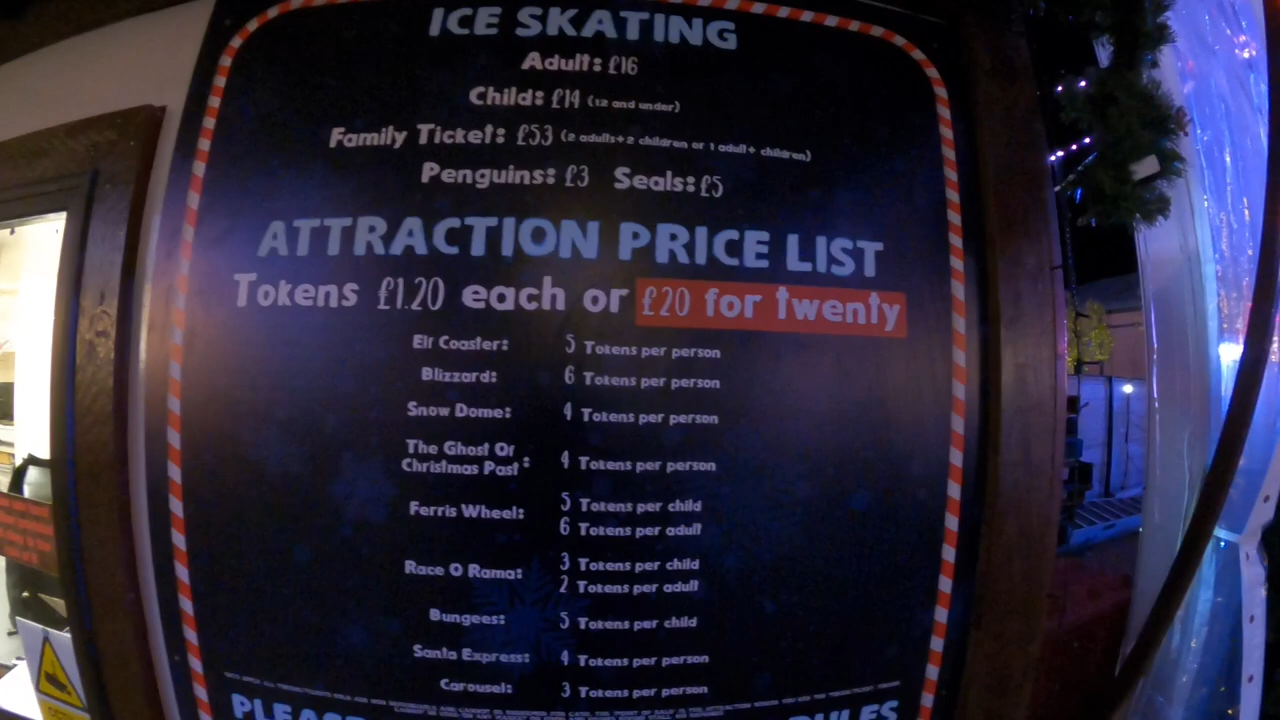 ICE SKATING
Adult: £16
Child: £14 (12 and under)
Family Ticket: £53 (2 adults+2 children or 1 adult+ children)
Penguins: £3 Seals: £5
ATTRACTION PRICE LIST
Tokens £1.20 each or £20 for twenty
Elf Coaster: 5 Tokens per person
Blizzard: 6 Tokens per person
Snow Dome: 4 Tokens per person
The Ghost Of
Christmas Past: 4 Tokens per person
Ferris Wheel: 5 Tokens per child
6 Tokens per adult
Race O Rama: 3 Tokens per child
2 Tokens per adult
Bungees: 5 Tokens per child
Santa Express: 4 Tokens per person
Carousel: 3 Tokens per person
PLEASE RULES